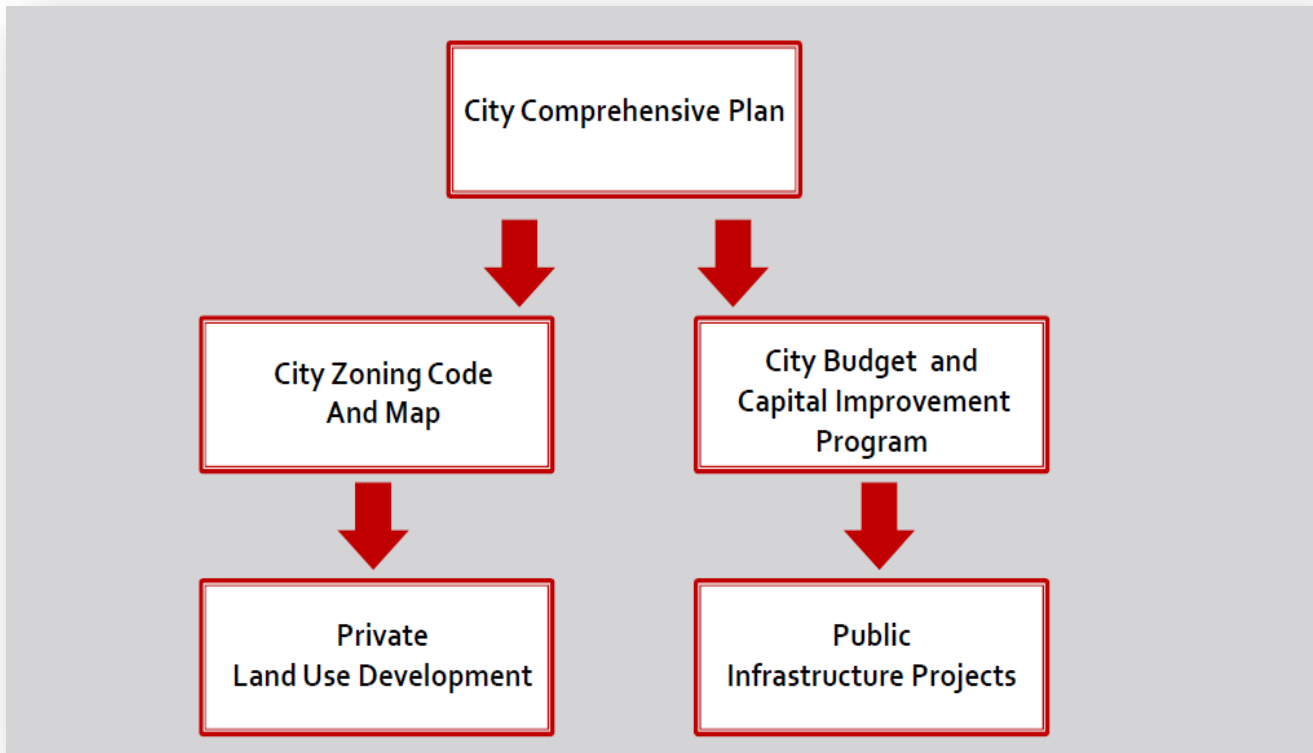 City Comprehensive Plan
City Zoning Code
And Map
City Budget and
Capital Improvement
Program
Private
Land Use Development
Public
Infrastructure Projects